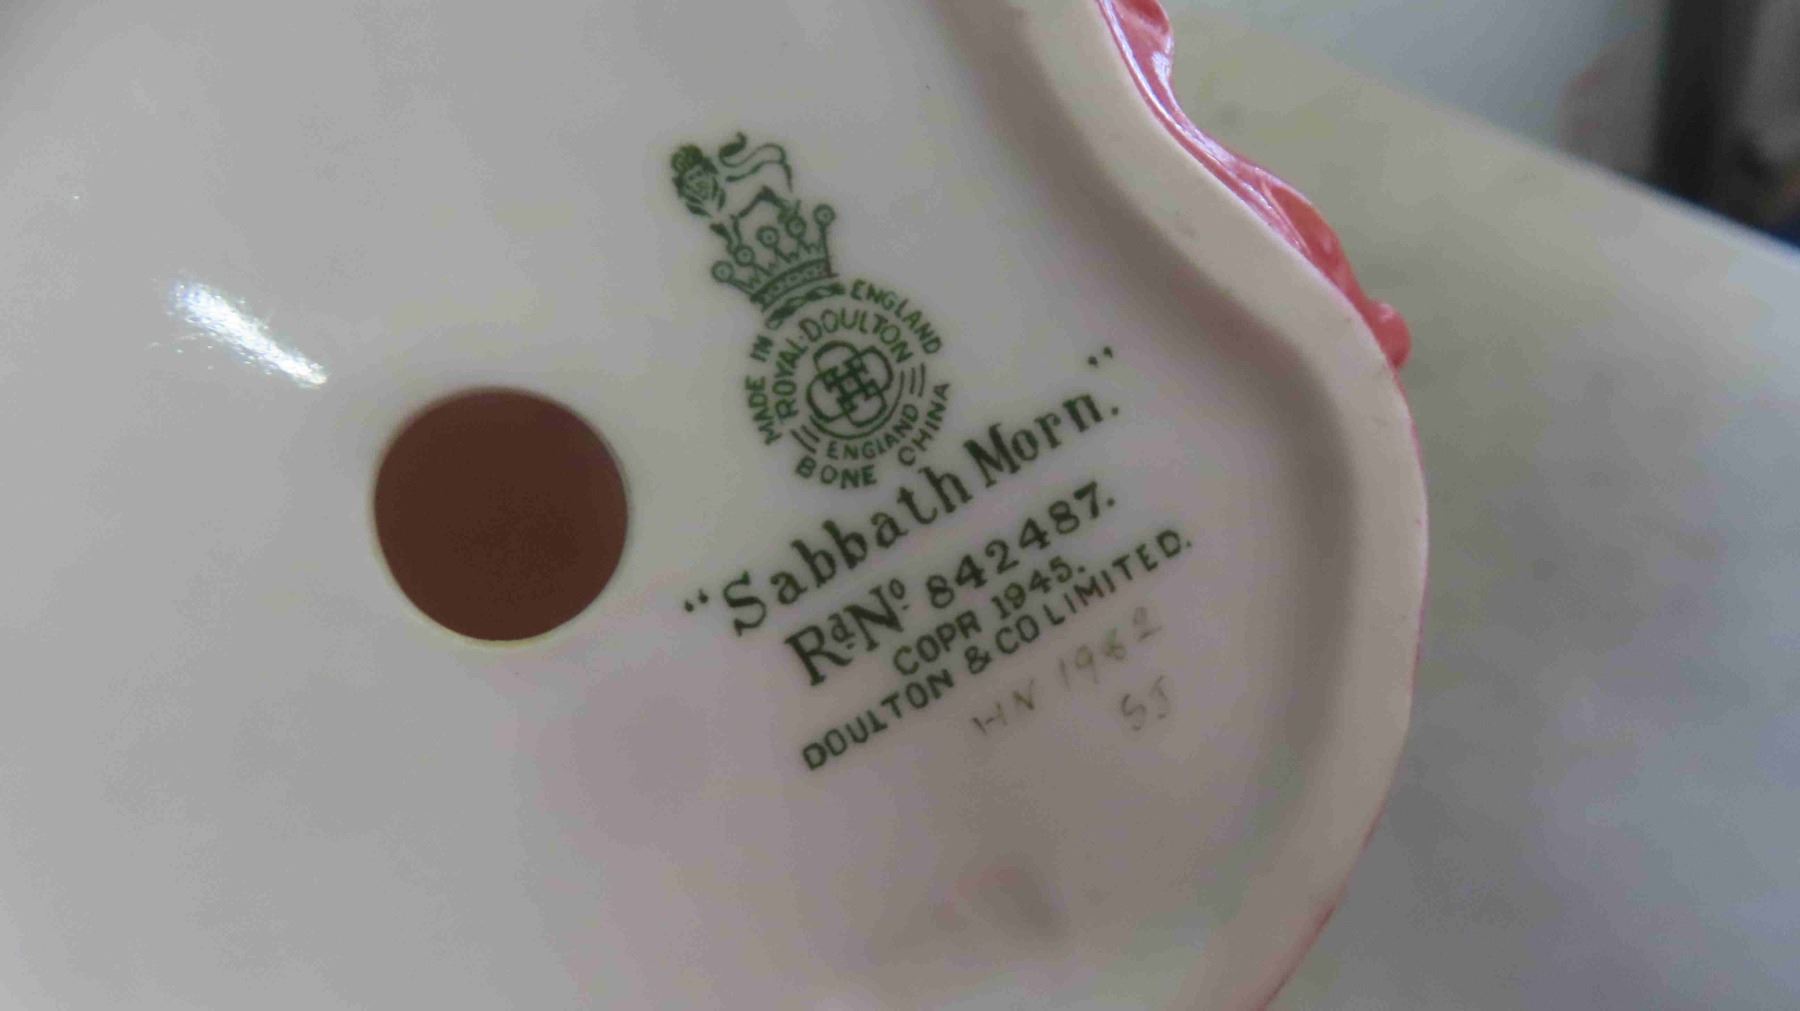 MADE IN ENGLAND
ROYAL·DOULTON
ENGLAND
BONE CHINA
“Sabbath Morn.”
RdNo 842487.
COPR 1945.
DOULTON & CO LIMITED.
HN 1982
SJ